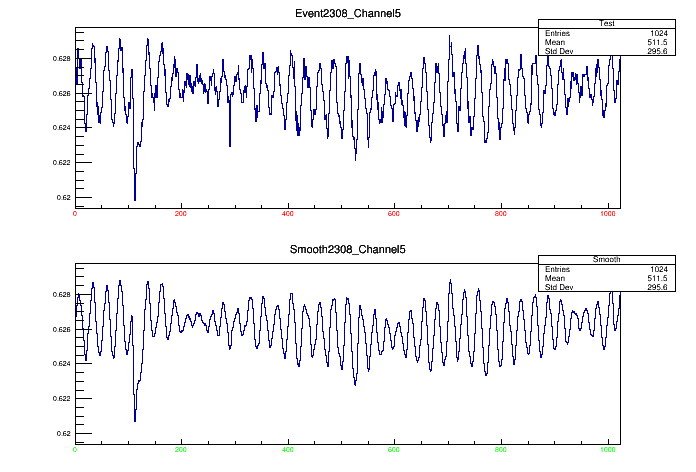 Event2308_Channel5
Test
Entries 1024
Mean 511.5
Std Dev 295.6
0.628
0.626
0.624
0.622
0.62
0 200 400 600 800 1000
Smooth2308_Channel5
Smooth
Entries 1024
Mean 511.5
Std Dev 295.6
0.628
0.626
0.624
0.622
0.62
0 200 400 600 800 1000